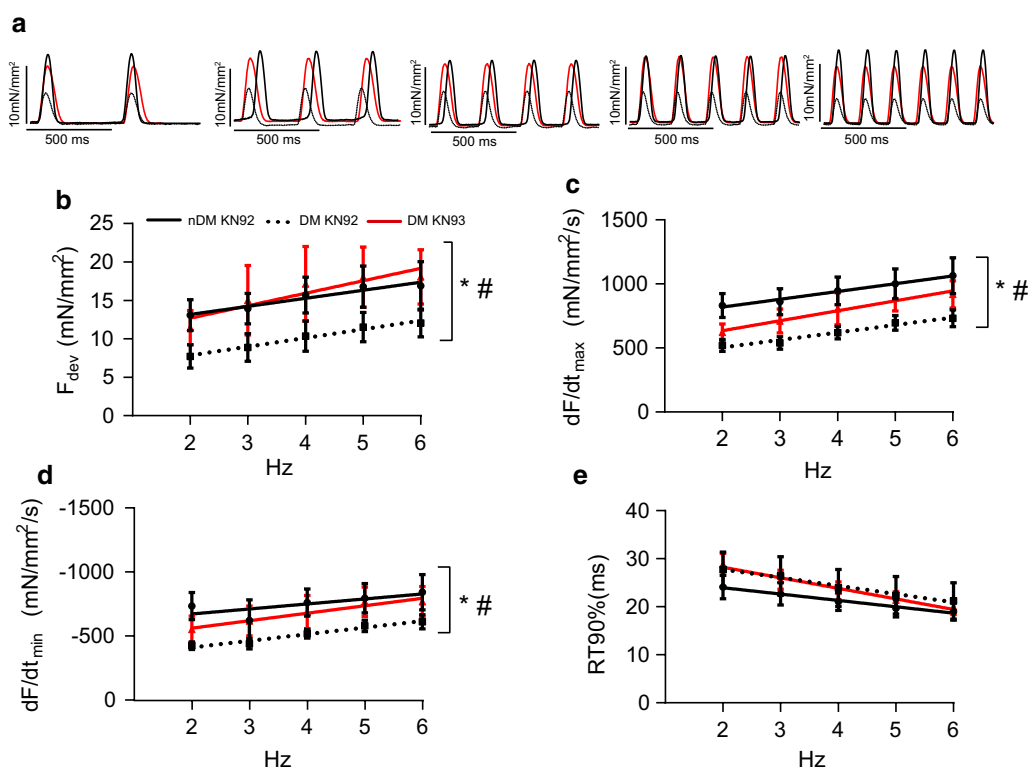 a
10mN/mm²
500 ms
10mN/mm²
500 ms
10mN/mm²
500 ms
10mN/mm²
500 ms
10mN/mm²
500 ms
b
nDM KN92 DM KN92 DM KN93
25
20
15
10
5
0
F_dev (mN/mm²)
2 3 4 5 6
Hz
* #
c
1500
1000
500
0
dF/dt_max (mN/mm²/s)
2 3 4 5 6
Hz
* #
d
-1500
-1000
-500
0
dF/dt_min (mN/mm²/s)
2 3 4 5 6
Hz
* #
e
40
30
20
10
0
RT90%(ms)
2 3 4 5 6
Hz